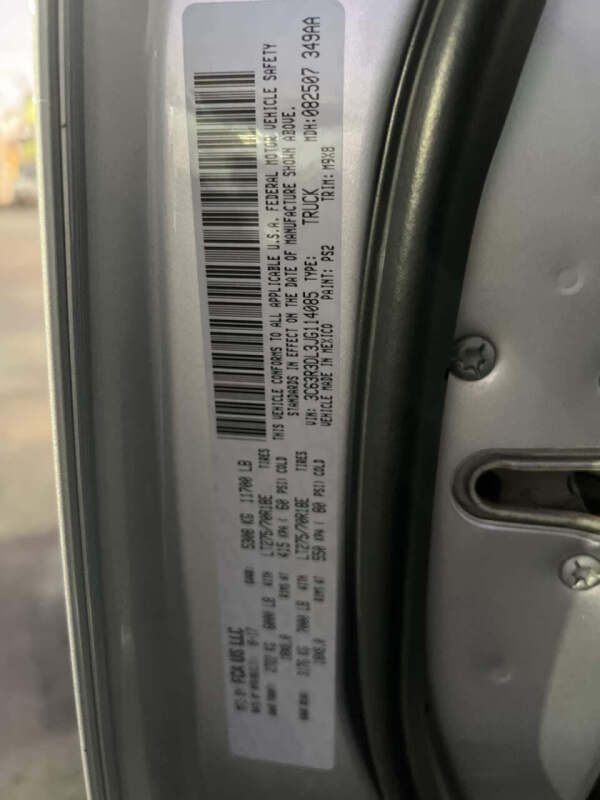 MFD BY FCA US LLC
DATE OF MFR 8-17 GVWR: 5308 KG 11700 LB
GAWR FRONT 2722 KG 6000 LB WITH TIRES
LT275/70R18E
18X8.0 RIMS AT 415 KPA ( 60 PSI) COLD
GAWR REAR 3176 KG 7000 LB WITH TIRES
LT275/70R18E
18X8.0 RIMS AT 550 KPA ( 80 PSI) COLD
THIS VEHICLE CONFORMS TO ALL APPLICABLE U.S.A. FEDERAL MOTOR VEHICLE SAFETY
STANDARDS IN EFFECT ON THE DATE OF MANUFACTURE SHOWN ABOVE.
VIN: 3C63R3DL3JG114085 TYPE: TRUCK MDH:082507 349AA
VEHICLE MADE IN MEXICO PAINT: PS2 TRIM: M9X8